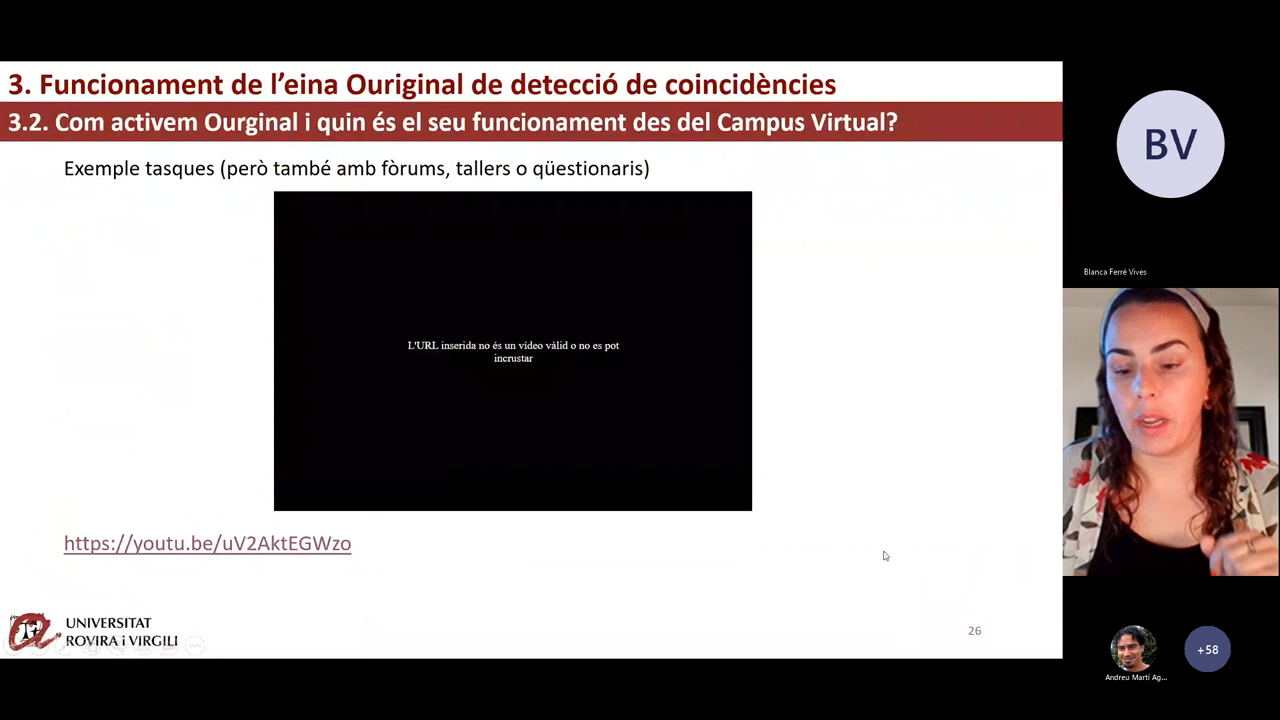 3. Funcionament de l'eina Ouriginal de detecció de coincidències
3.2. Com activem Ourginal i quin és el seu funcionament des del Campus Virtual?
Exemple tasques (però també amb fòrums, tallers o qüestionaris)
L'URL inserida no és un vídeo vàlid o no es pot
incrustar
https://youtu.be/uV2AktEGWzo
UNIVERSITAT
ROVIRA i VIRGILI
26
BV
Blanca Ferré Vives
Andreu Martí Ag...
+58